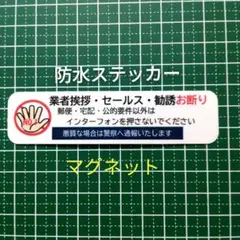 防水ステッカー
業者挨拶・セールス・勧誘お断り
郵便・宅配・公的要件以外は
インターフォンを押さないでください
悪質な場合は警察へ通報いたします
マグネット